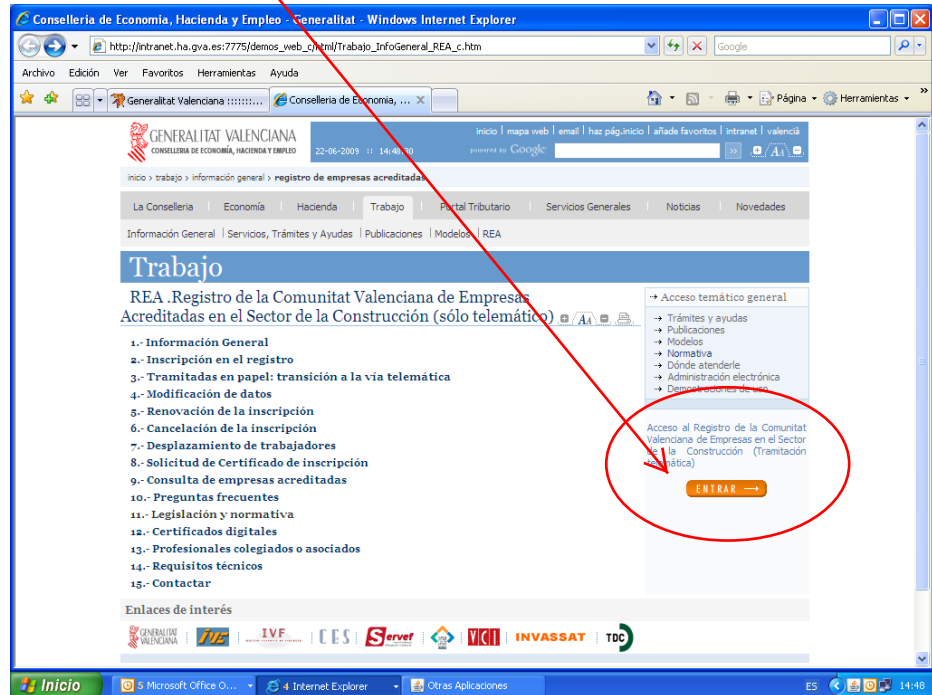 Conselleria de Economia, Hacienda y Empleo - Generalitat - Windows Internet Explorer
http://intranet.ha.gva.es:7775/demos_web_c/html/Trabajo_InfoGeneral_REA_c.htm
Google
Archivo Edición Ver Favoritos Herramientas Ayuda
Generalitat Valenciana :::::::...
Conselleria de Economia, ...
Página
Herramientas
GENERALITAT VALENCIANA
CONSELLERIA DE ECONOMÍA, HACIENDA Y EMPLEO
22-06-2009 :: 14:48:30
inicio | mapa web | email | haz pág.inicio | añade favoritos | intranet | valencià
powered by Google
inicio > trabajo > información general > registro de empresas acreditadas
La Conselleria Economía Hacienda Trabajo Portal Tributario Servicios Generales Noticias Novedades
Información General | Servicios, Trámites y Ayudas | Publicaciones | Modelos | REA
Trabajo
REA .Registro de la Comunitat Valenciana de Empresas
Acreditadas en el Sector de la Construcción (sólo telemático)
1.- Información General
2.- Inscripción en el registro
3.- Tramitadas en papel: transición a la vía telemática
4.- Modificación de datos
5.- Renovación de la inscripción
6.- Cancelación de la inscripción
7.- Desplazamiento de trabajadores
8.- Solicitud de Certificado de inscripción
9.- Consulta de empresas acreditadas
10.- Preguntas frecuentes
11.- Legislación y normativa
12.- Certificados digitales
13.- Profesionales colegiados o asociados
14.- Requisitos técnicos
15.- Contactar
Acceso temático general
Trámites y ayudas
Publicaciones
Modelos
Normativa
Dónde atenderle
Administración electrónica
Demostraciones de uso
Acceso al Registro de la Comunitat
Valenciana de Empresas en el Sector
de la Construcción (Tramitación
telemática)
ENTRAR
Enlaces de interés
GENERALITAT
VALENCIANA
IVE
IVF
CES
Servef
VCI
INVASSAT
TDC
Inicio
5 Microsoft Office O...
4 Internet Explorer
Otras Aplicaciones
ES
14:48